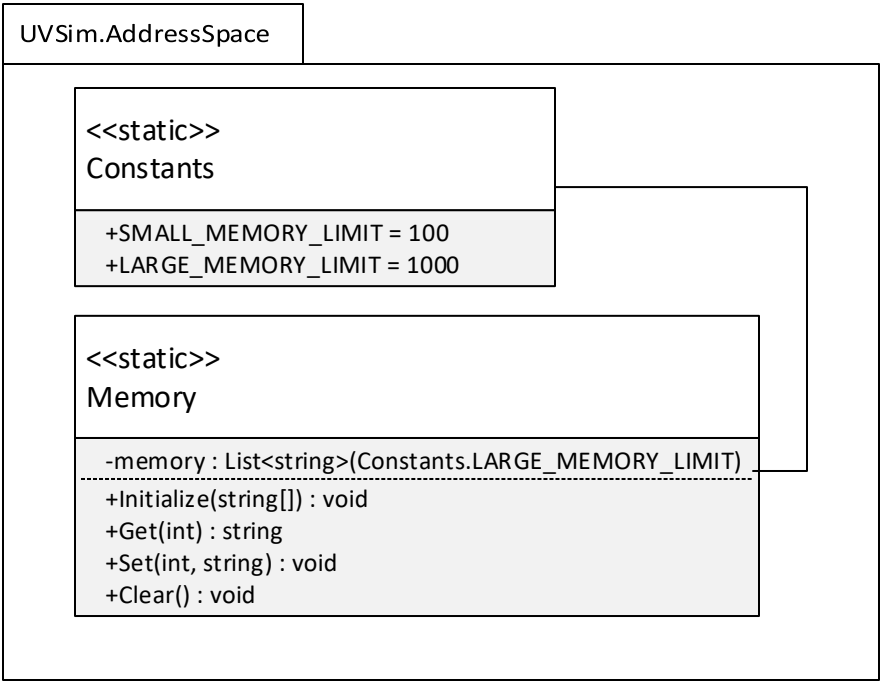 UVSim.AddressSpace
<<static>>
Constants
+SMALL_MEMORY_LIMIT = 100
+LARGE_MEMORY_LIMIT = 1000
<<static>>
Memory
-memory : List<string>(Constants.LARGE_MEMORY_LIMIT)
+Initialize(string[]) : void
+Get(int) : string
+Set(int, string) : void
+Clear() : void